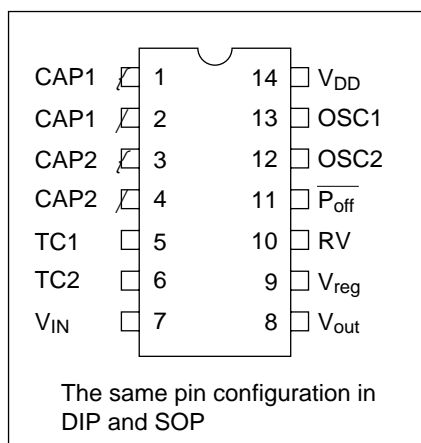 CAP1 1 14 VDD
CAP1 2 13 OSC1
CAP2 3 12 OSC2
CAP2 4 11 Poff
TC1 5 10 RV
TC2 6 9 Vreg
VIN 7 8 Vout
The same pin configuration in
DIP and SOP